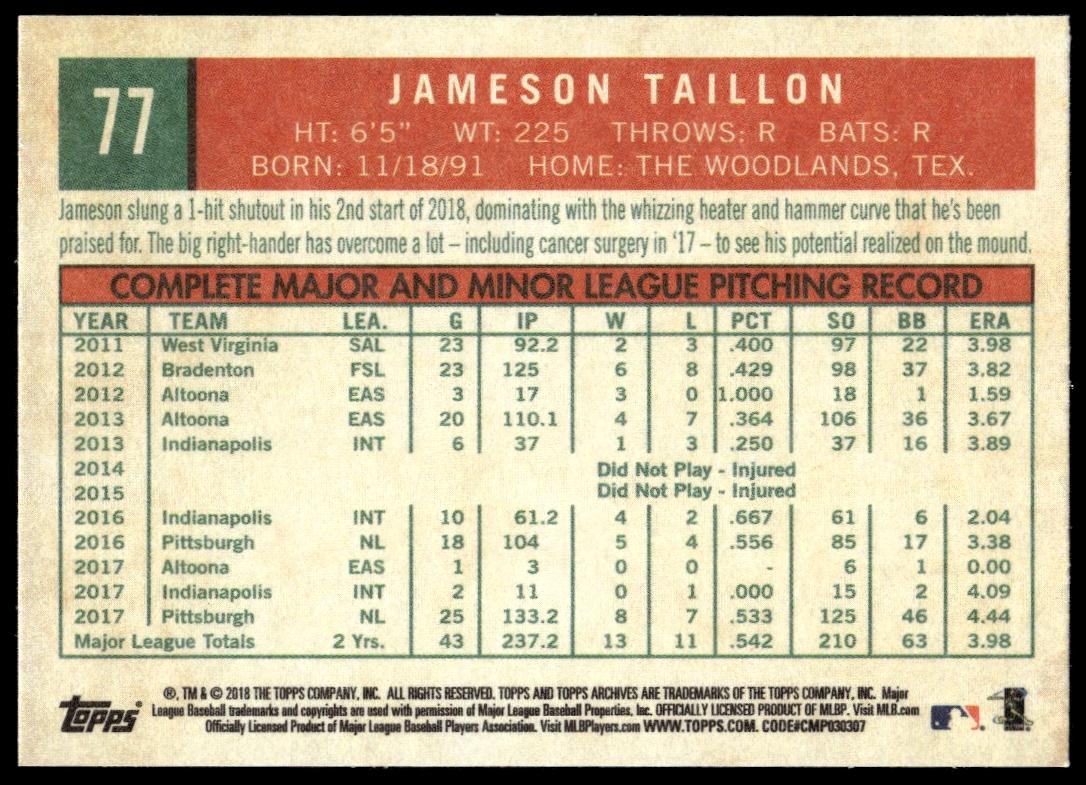 77
JAMESON TAILLON
HT: 6'5" WT: 225 THROWS: R BATS: R
BORN: 11/18/91 HOME: THE WOODLANDS, TEX.
Jameson slung a 1-hit shutout in his 2nd start of 2018, dominating with the whizzing heater and hammer curve that he's been
praised for. The big right-hander has overcome a lot – including cancer surgery in '17 – to see his potential realized on the mound.
COMPLETE MAJOR AND MINOR LEAGUE PITCHING RECORD
YEAR TEAM LEA. G IP W L PCT SO BB ERA
2011 West Virginia SAL 23 92.2 2 3 .400 97 22 3.98
2012 Bradenton FSL 23 125 6 8 .429 98 37 3.82
2012 Altoona EAS 3 17 3 0 1.000 18 1 1.59
2013 Altoona EAS 20 110.1 4 7 .364 106 36 3.67
2013 Indianapolis INT 6 37 1 3 .250 37 16 3.89
2014 Did Not Play - Injured
2015 Did Not Play - Injured
2016 Indianapolis INT 10 61.2 4 2 .667 61 6 2.04
2016 Pittsburgh NL 18 104 5 4 .556 85 17 3.38
2017 Altoona EAS 1 3 0 0 - 6 1 0.00
2017 Indianapolis INT 2 11 0 1 .000 15 2 4.09
2017 Pittsburgh NL 25 133.2 8 7 .533 125 46 4.44
Major League Totals 2 Yrs. 43 237.2 13 11 .542 210 63 3.98
topps®
®, TM & © 2018 THE TOPPS COMPANY, INC. ALL RIGHTS RESERVED. TOPPS AND TOPPS ARCHIVES ARE TRADEMARKS OF THE TOPPS COMPANY, INC. Major
League Baseball trademarks and copyrights are used with permission of Major League Baseball Properties, Inc. OFFICIALLY LICENSED PRODUCT OF MLBP. Visit MLB.com
Officially Licensed Product of Major League Baseball Players Association. Visit MLBPlayers.com WWW.TOPPS.COM. CODE#CMP030307